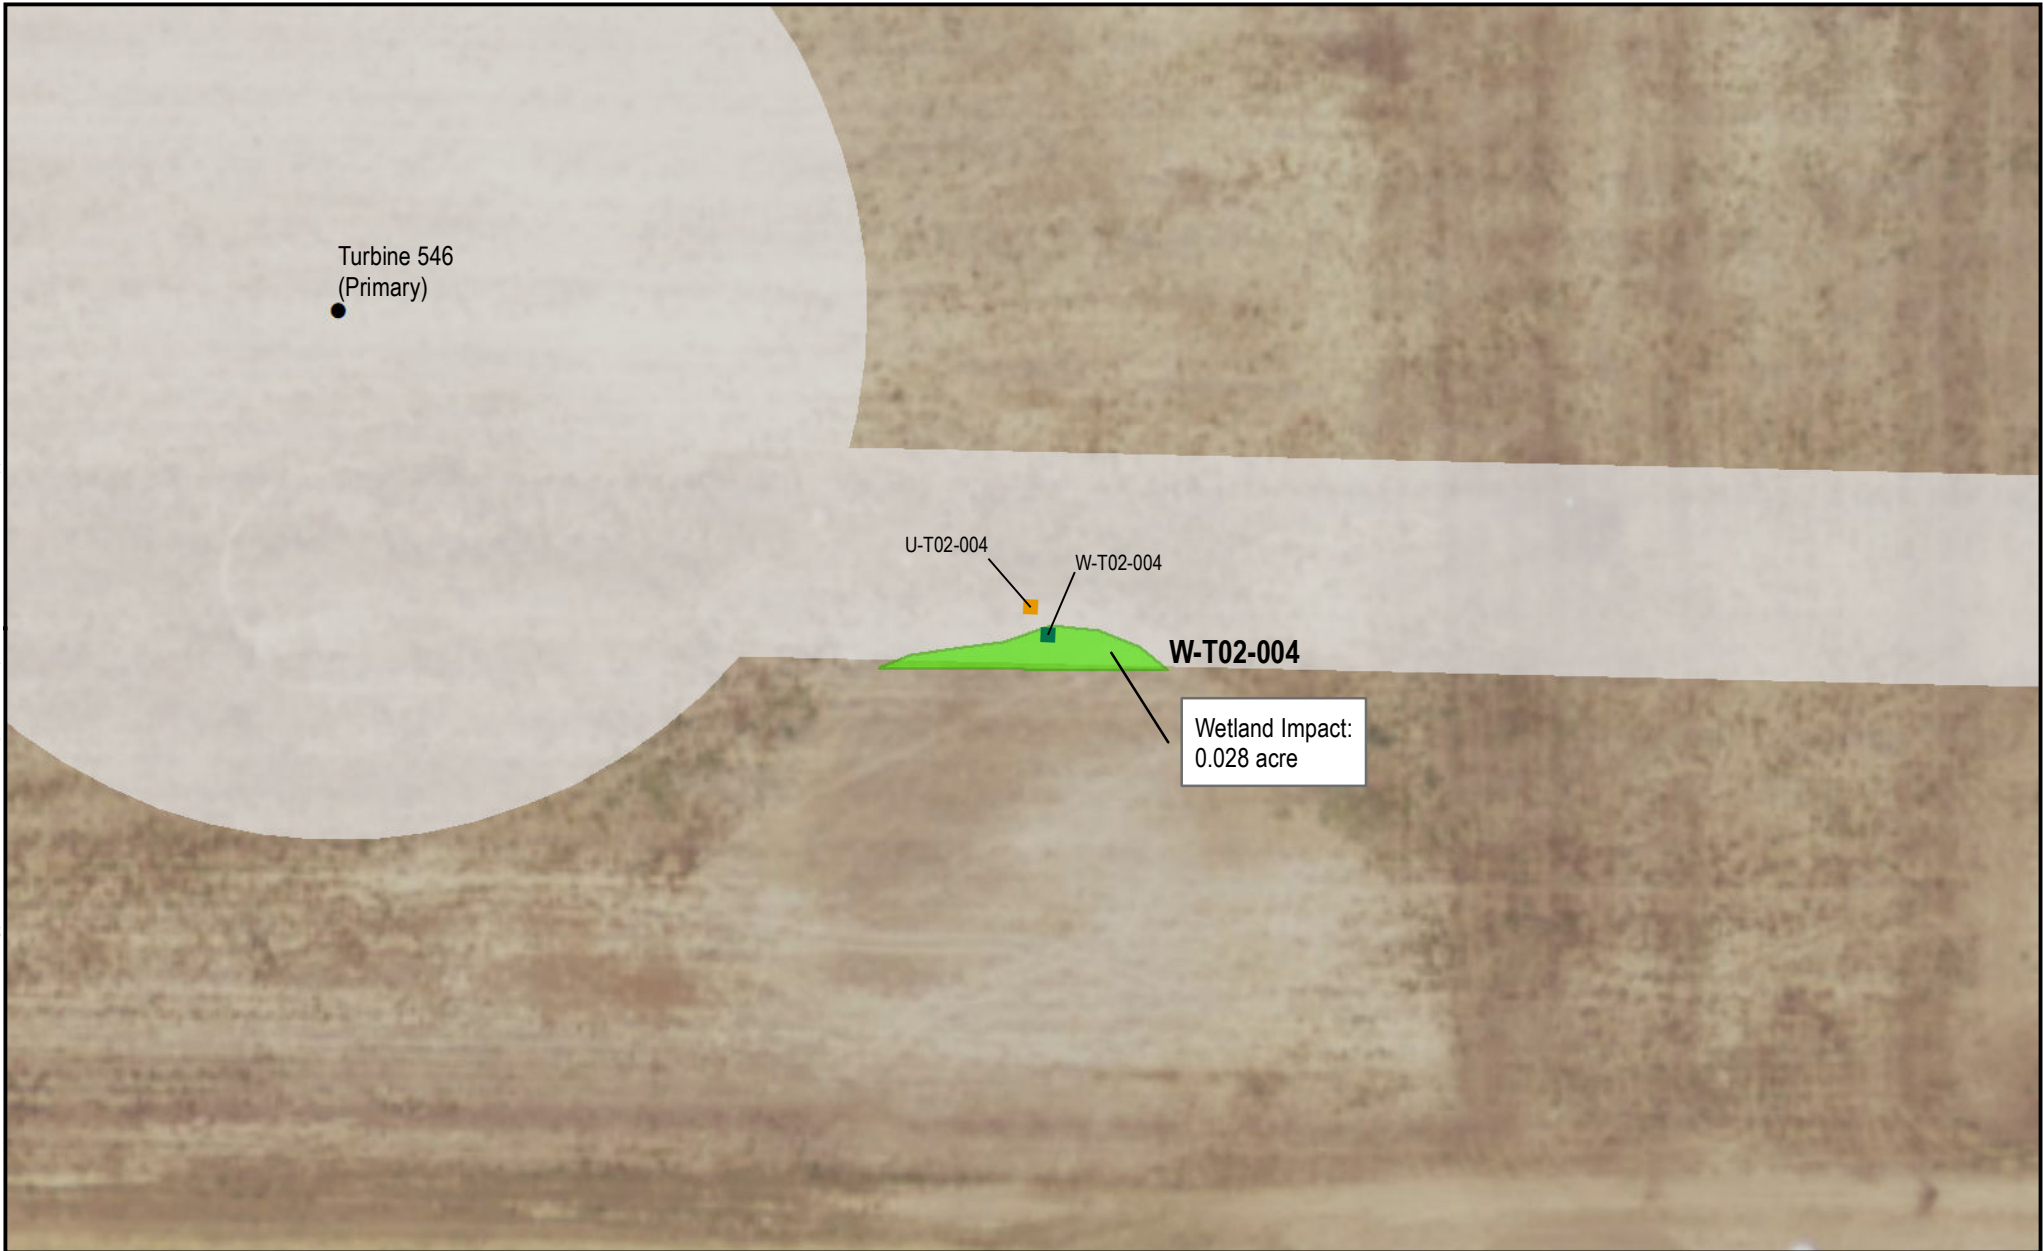 Turbine 546
(Primary)
U-T02-004
W-T02-004
W-T02-004
Wetland Impact:
0.028 acre